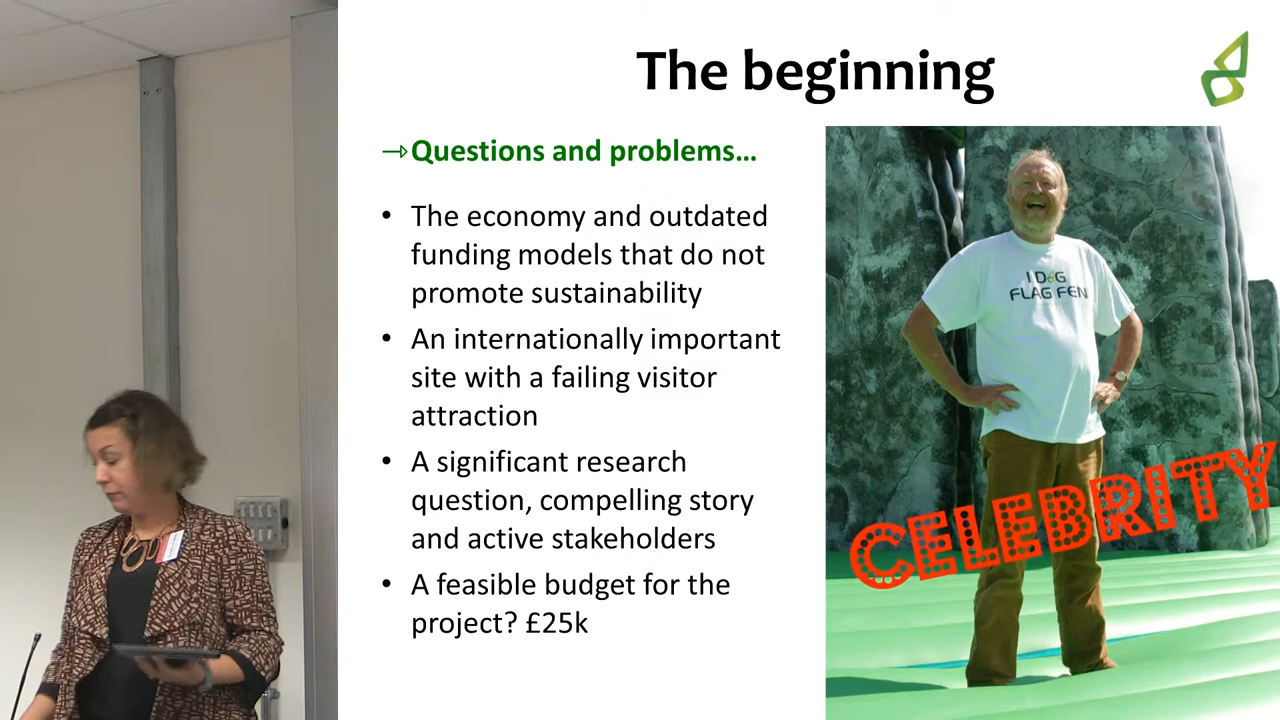 The beginning
⇾Questions and problems...
• The economy and outdated
funding models that do not
promote sustainability
• An internationally important
site with a failing visitor
attraction
• A significant research
question, compelling story
and active stakeholders
• A feasible budget for the
project? £25k
I DIG
FLAG FEN
CELEBRITY